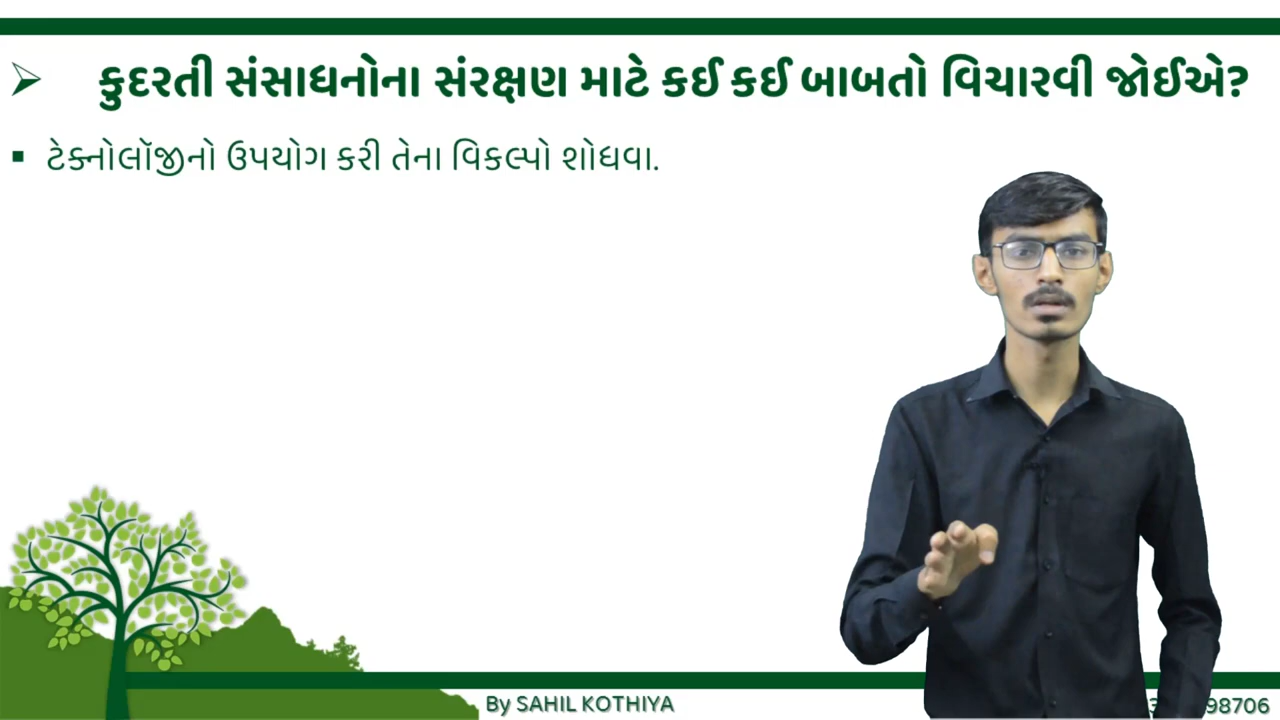 ➢ કુદરતી સંસાધનોના સંરક્ષણ માટે કઈ કઈ બાબતો વિચારવી જોઈએ?
▪ ટેક્નોલૉજીનો ઉપયોગ કરી તેના વિકલ્પો શોધવા.
By SAHIL KOTHIYA
98706